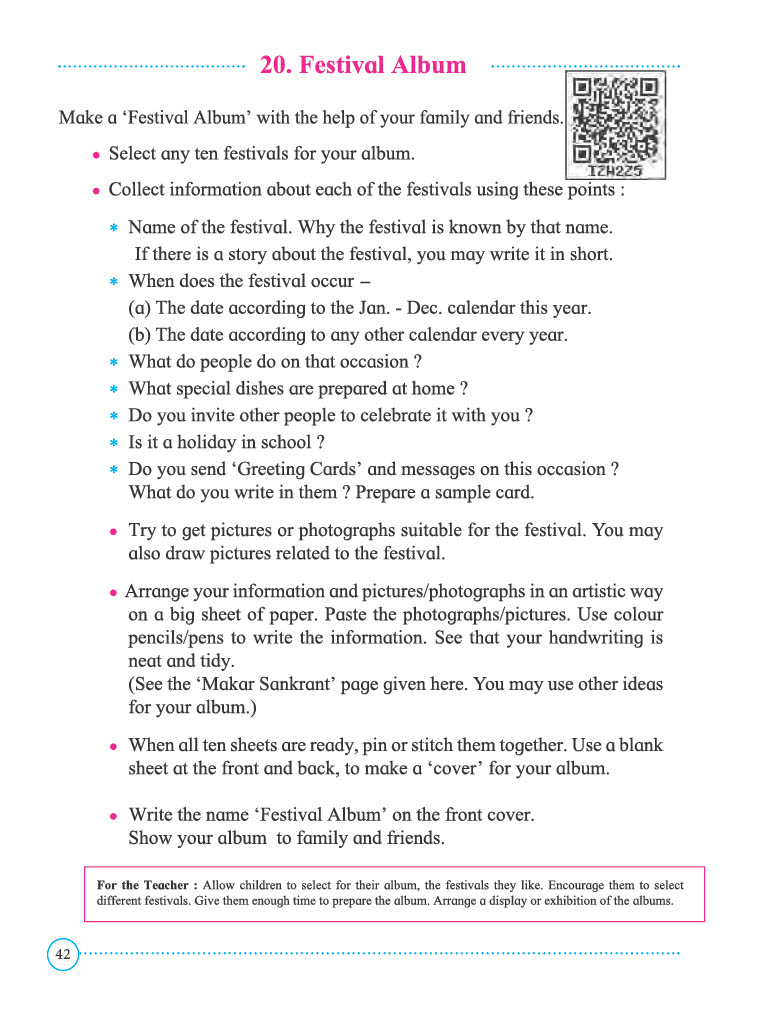 20. Festival Album
Make a ‘Festival Album’ with the help of your family and friends.
IZW2Z5
• Select any ten festivals for your album.
• Collect information about each of the festivals using these points :
* Name of the festival. Why the festival is known by that name.
If there is a story about the festival, you may write it in short.
* When does the festival occur –
(a) The date according to the Jan. - Dec. calendar this year.
(b) The date according to any other calendar every year.
* What do people do on that occasion ?
* What special dishes are prepared at home ?
* Do you invite other people to celebrate it with you ?
* Is it a holiday in school ?
* Do you send ‘Greeting Cards’ and messages on this occasion ?
What do you write in them ? Prepare a sample card.
• Try to get pictures or photographs suitable for the festival. You may
also draw pictures related to the festival.
• Arrange your information and pictures/photographs in an artistic way
on a big sheet of paper. Paste the photographs/pictures. Use colour
pencils/pens to write the information. See that your handwriting is
neat and tidy.
(See the ‘Makar Sankrant’ page given here. You may use other ideas
for your album.)
• When all ten sheets are ready, pin or stitch them together. Use a blank
sheet at the front and back, to make a ‘cover’ for your album.
• Write the name ‘Festival Album’ on the front cover.
Show your album to family and friends.
For the Teacher : Allow children to select for their album, the festivals they like. Encourage them to select
different festivals. Give them enough time to prepare the album. Arrange a display or exhibition of the albums.
42